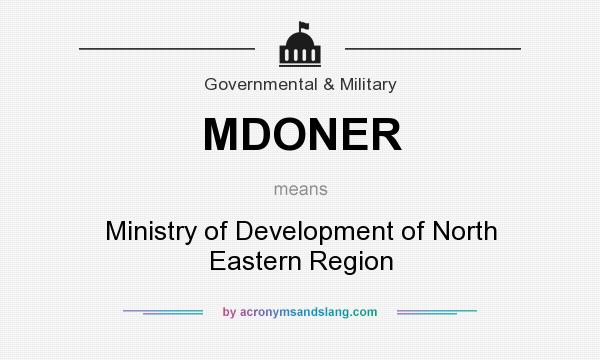 Governmental & Military
MDONER
means
Ministry of Development of North
Eastern Region
by acronymsandslang.com